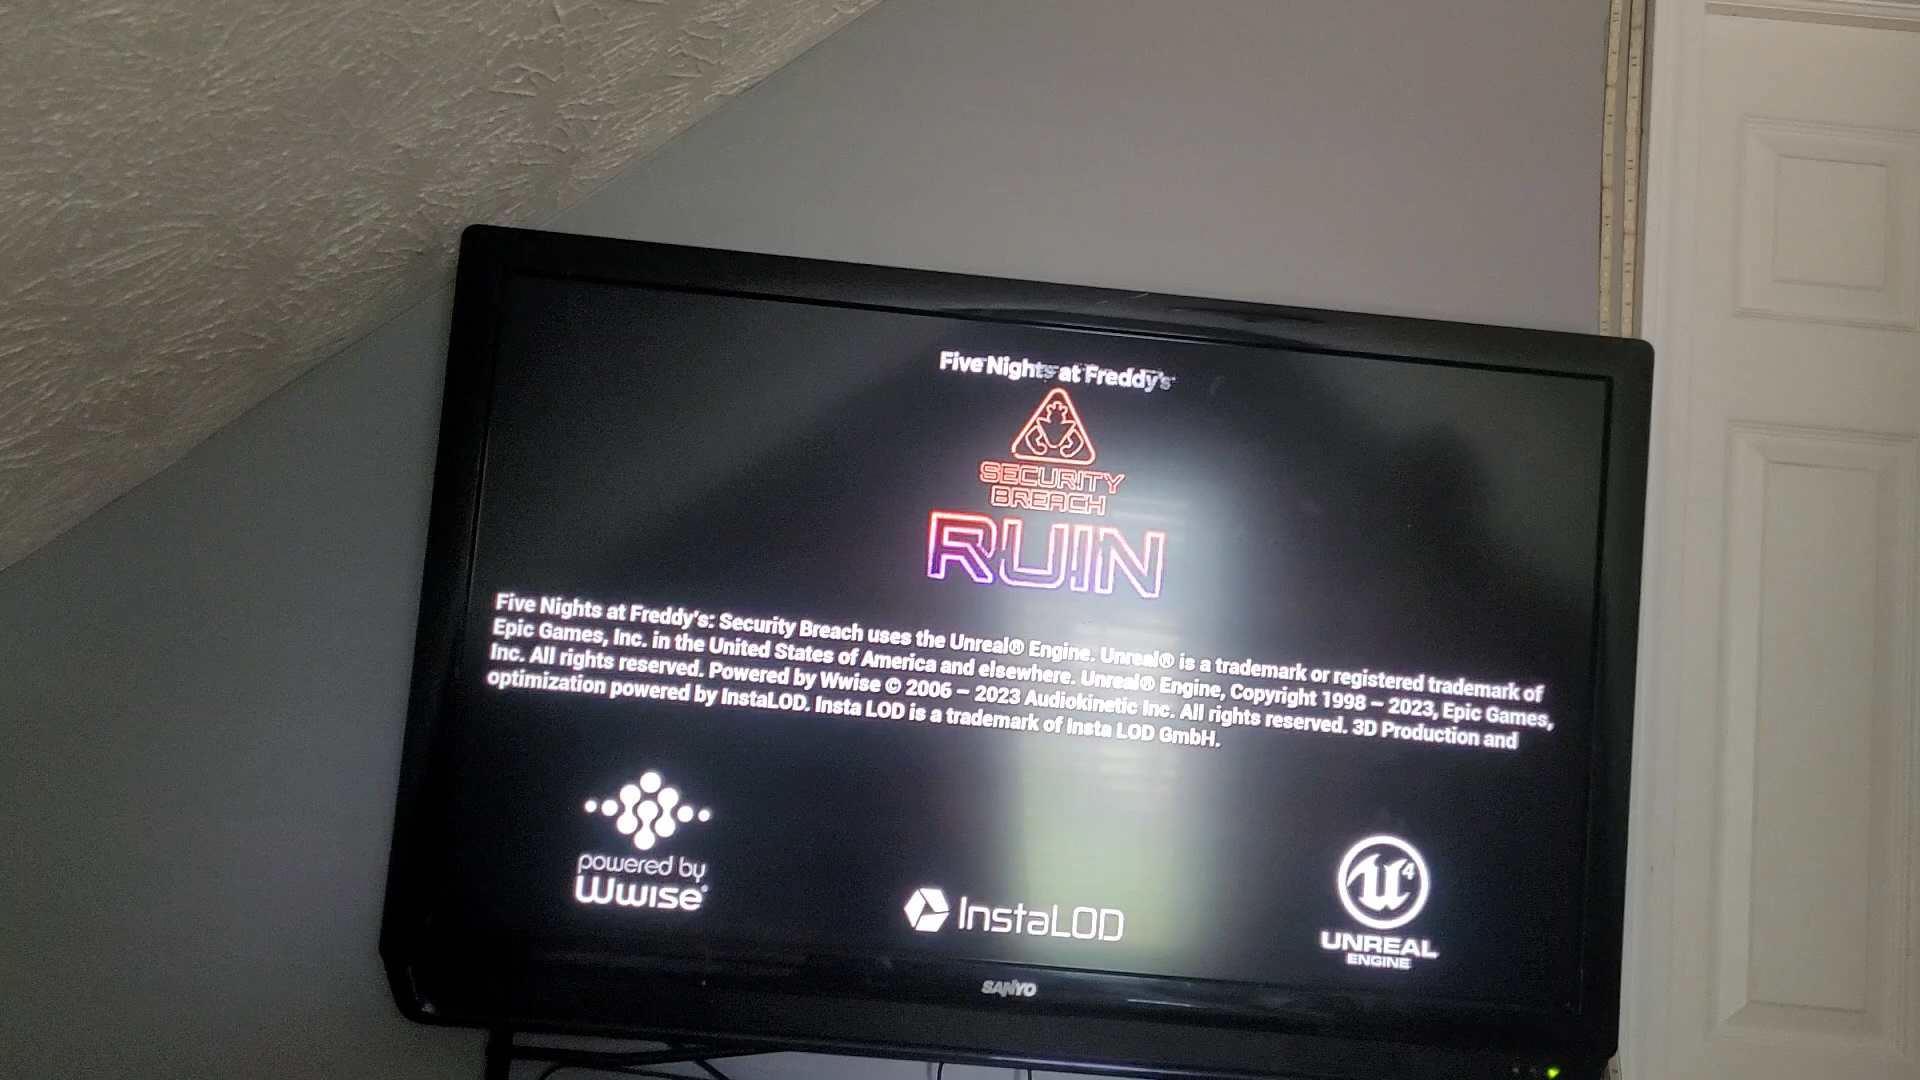 Five Nights at Freddy's
SECURITY
BREACH
RUIN
Five Nights at Freddy's: Security Breach uses the Unreal® Engine. Unreal® is a trademark or registered trademark of
Epic Games, Inc. in the United States of America and elsewhere. Unreal® Engine, Copyright 1998 – 2023, Epic Games,
Inc. All rights reserved. Powered by Wwise © 2006 – 2023 Audiokinetic Inc. All rights reserved. 3D Production and
optimization powered by InstaLOD. Insta LOD is a trademark of Insta LOD GmbH.
powered by
Wwise®
InstaLOD
4
UNREAL
ENGINE
SANYO